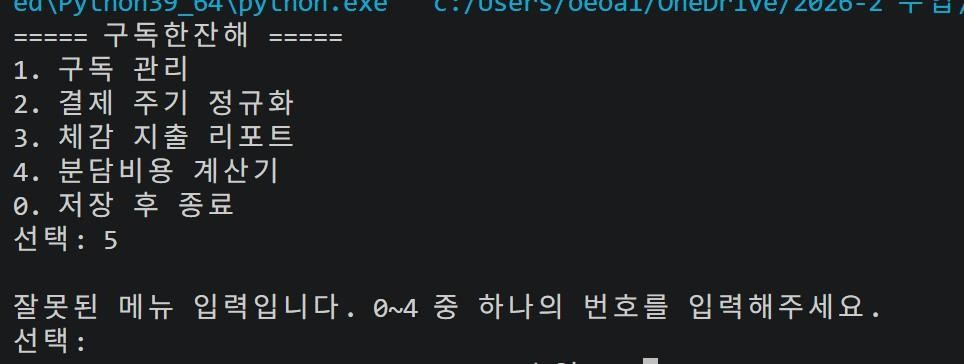 ed\Python39_64\python.exe" "c:/Users/oeoai/OneDrive/2026-2 수업/
===== 구독한잔해 =====
1. 구독 관리
2. 결제 주기 정규화
3. 체감 지출 리포트
4. 분담비용 계산기
0. 저장 후 종료
선택: 5

잘못된 메뉴 입력입니다. 0~4 중 하나의 번호를 입력해주세요.
선택: